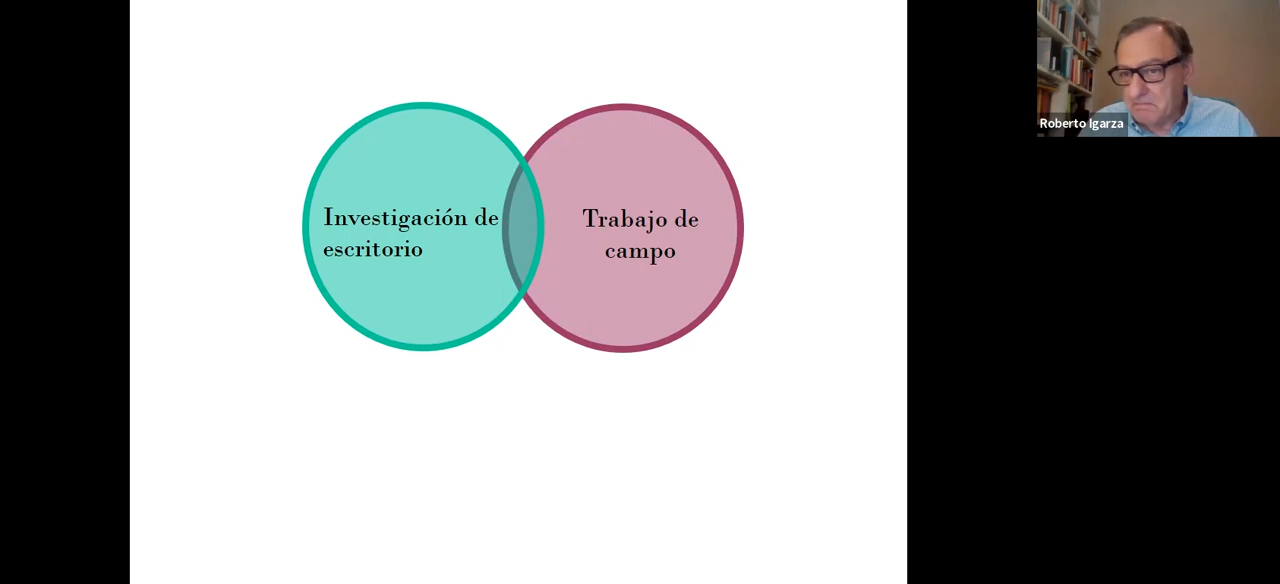 Investigación de
escritorio
Trabajo de
campo
Roberto Igarza